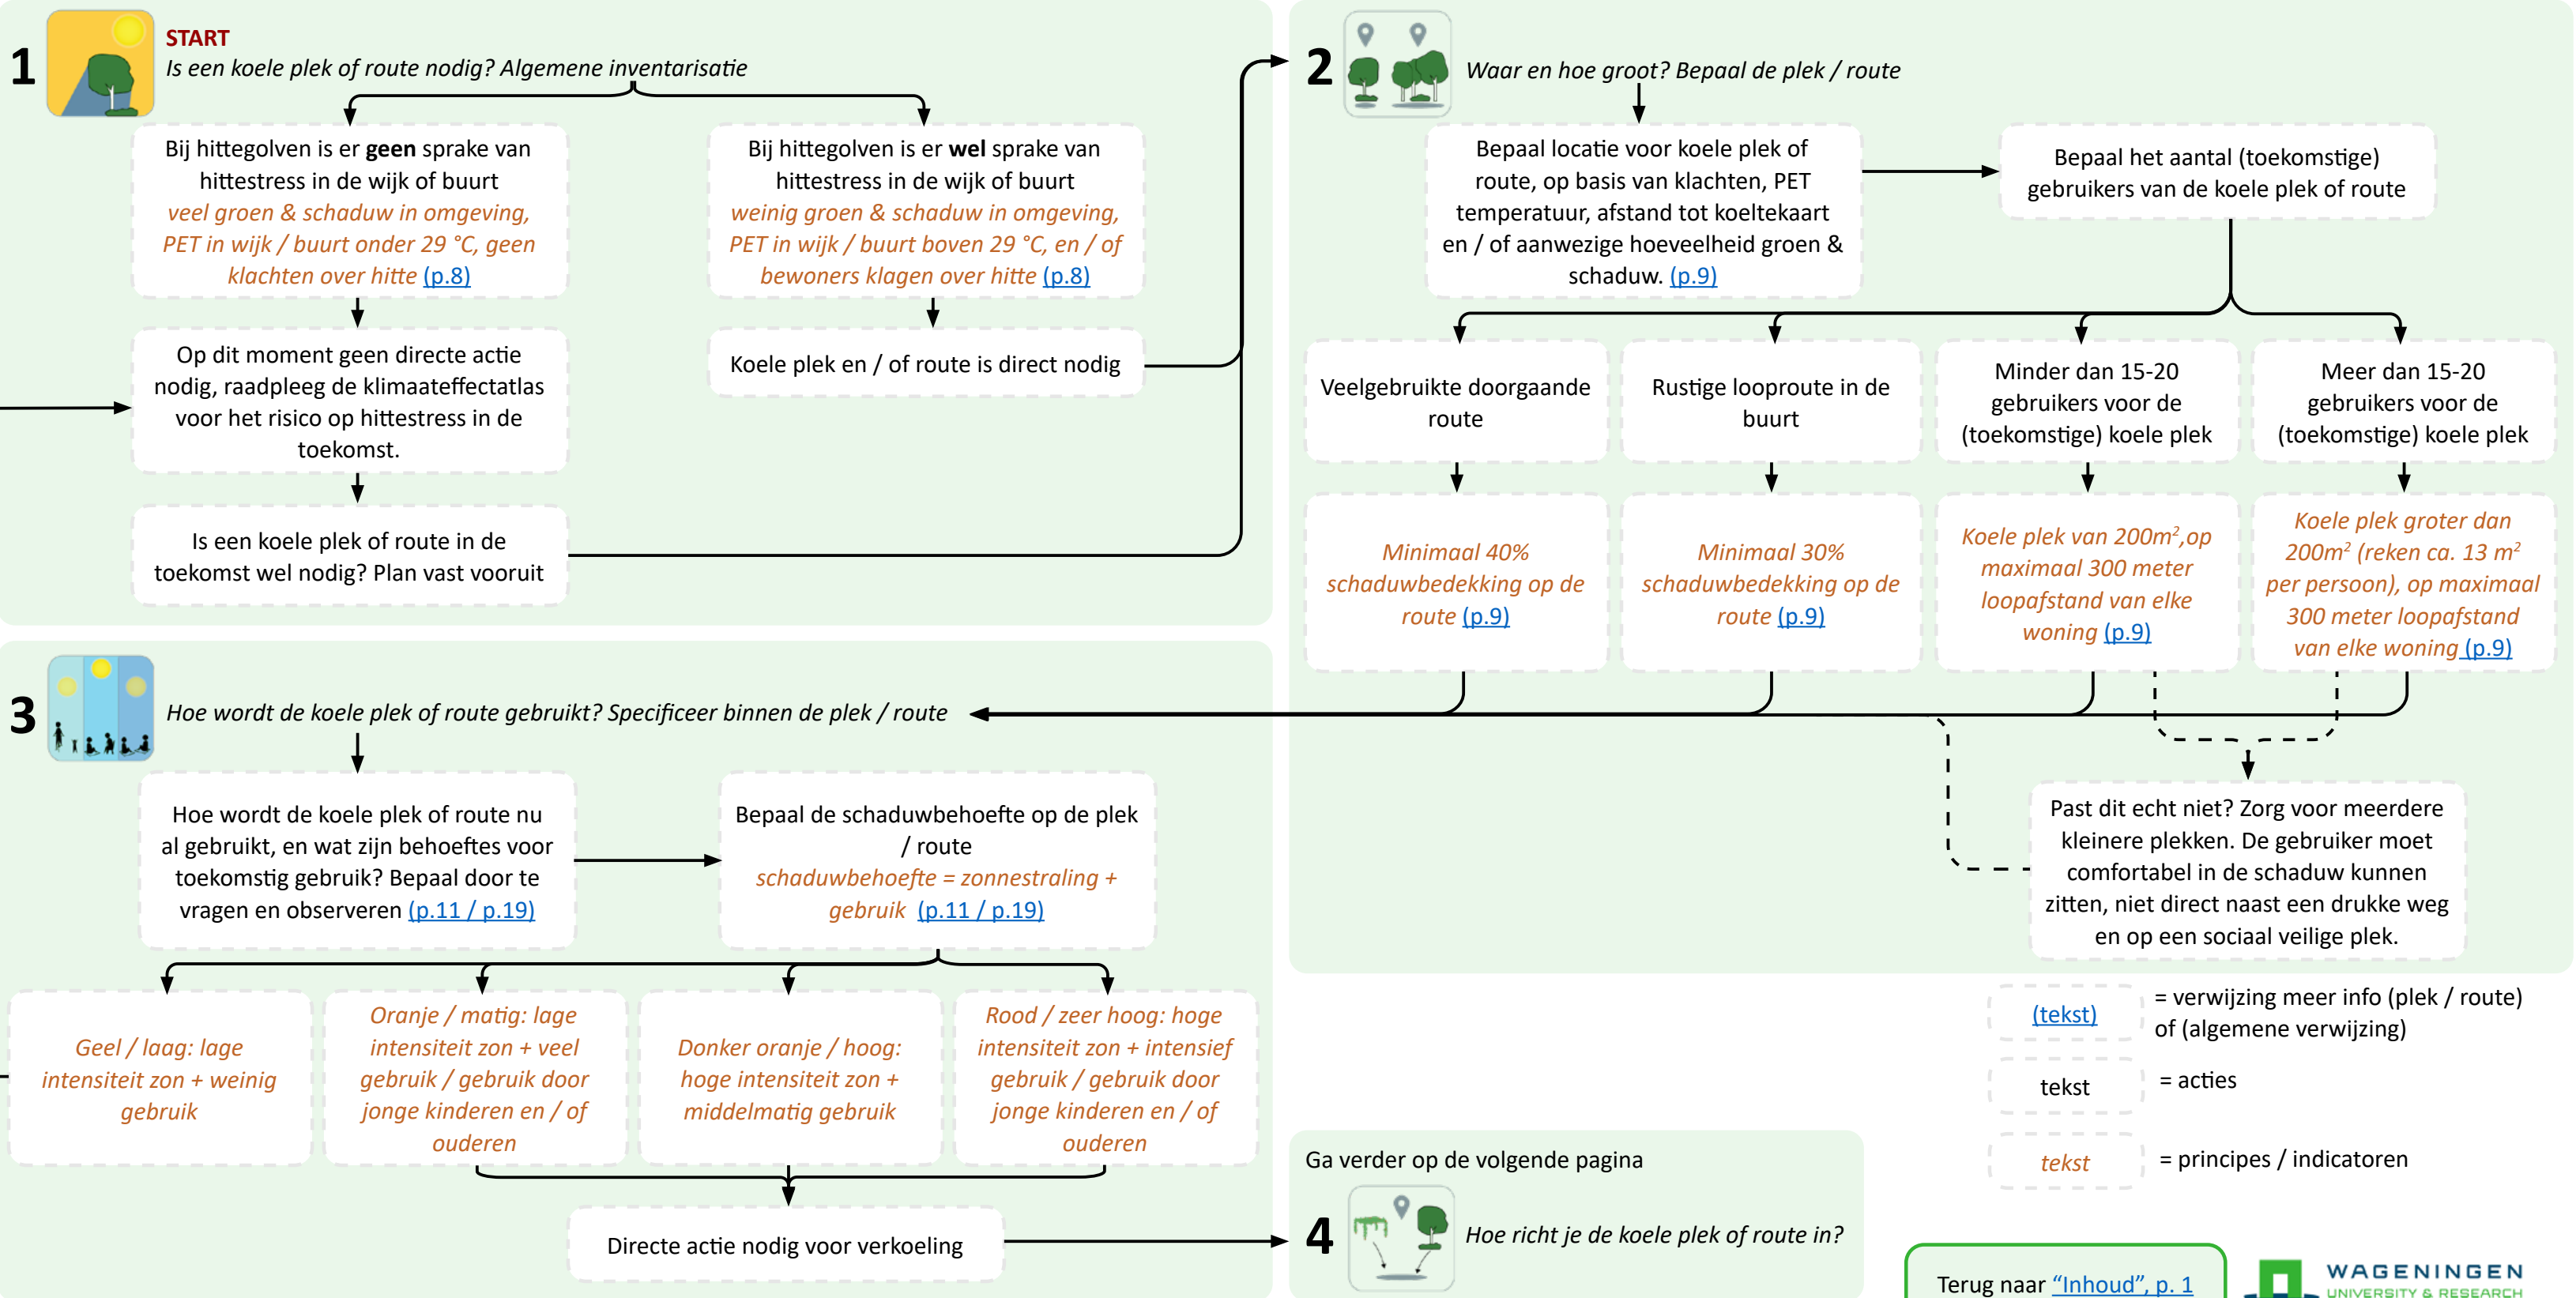 1
START
Is een koele plek of route nodig? Algemene inventarisatie
Bij hittegolven is er geen sprake van
hittestress in de wijk of buurt
veel groen & schaduw in omgeving,
PET in wijk / buurt onder 29 °C, geen
klachten over hitte (p.8)
Bij hittegolven is er wel sprake van
hittestress in de wijk of buurt
weinig groen & schaduw in omgeving,
PET in wijk / buurt boven 29 °C, en / of
bewoners klagen over hitte (p.8)
Op dit moment geen directe actie
nodig, raadpleeg de klimaateffectatlas
voor het risico op hittestress in de
toekomst.
Koele plek en / of route is direct nodig
Is een koele plek of route in de
toekomst wel nodig? Plan vast vooruit
2
Waar en hoe groot? Bepaal de plek / route
Bepaal locatie voor koele plek of
route, op basis van klachten, PET
temperatuur, afstand tot koeltekaart
en / of aanwezige hoeveelheid groen &
schaduw. (p.9)
Bepaal het aantal (toekomstige)
gebruikers van de koele plek of route
Veelgebruikte doorgaande
route
Rustige looproute in de
buurt
Minder dan 15-20
gebruikers voor de
(toekomstige) koele plek
Meer dan 15-20
gebruikers voor de
(toekomstige) koele plek
Minimaal 40%
schaduwbedekking op de
route (p.9)
Minimaal 30%
schaduwbedekking op de
route (p.9)
Koele plek van 200m²,op
maximaal 300 meter
loopafstand van elke
woning (p.9)
Koele plek groter dan
200m² (reken ca. 13 m²
per persoon), op maximaal
300 meter loopafstand
van elke woning (p.9)
Past dit echt niet? Zorg voor meerdere
kleinere plekken. De gebruiker moet
comfortabel in de schaduw kunnen
zitten, niet direct naast een drukke weg
en op een sociaal veilige plek.
3
Hoe wordt de koele plek of route gebruikt? Specificeer binnen de plek / route
Hoe wordt de koele plek of route nu
al gebruikt, en wat zijn behoeftes voor
toekomstig gebruik? Bepaal door te
vragen en observeren (p.11 / p.19)
Bepaal de schaduwbehoefte op de plek
/ route
schaduwbehoefte = zonnestraling +
gebruik (p.11 / p.19)
Geel / laag: lage
intensiteit zon + weinig
gebruik
Oranje / matig: lage
intensiteit zon + veel
gebruik / gebruik door
jonge kinderen en / of
ouderen
Donker oranje / hoog:
hoge intensiteit zon +
middelmatig gebruik
Rood / zeer hoog: hoge
intensiteit zon + intensief
gebruik / gebruik door
jonge kinderen en / of
ouderen
Directe actie nodig voor verkoeling
Ga verder op de volgende pagina
4
Hoe richt je de koele plek of route in?
(tekst)
= verwijzing meer info (plek / route)
of (algemene verwijzing)
tekst
= acties
tekst
= principes / indicatoren
Terug naar “Inhoud”, p. 1
WAGENINGEN
UNIVERSITY & RESEARCH